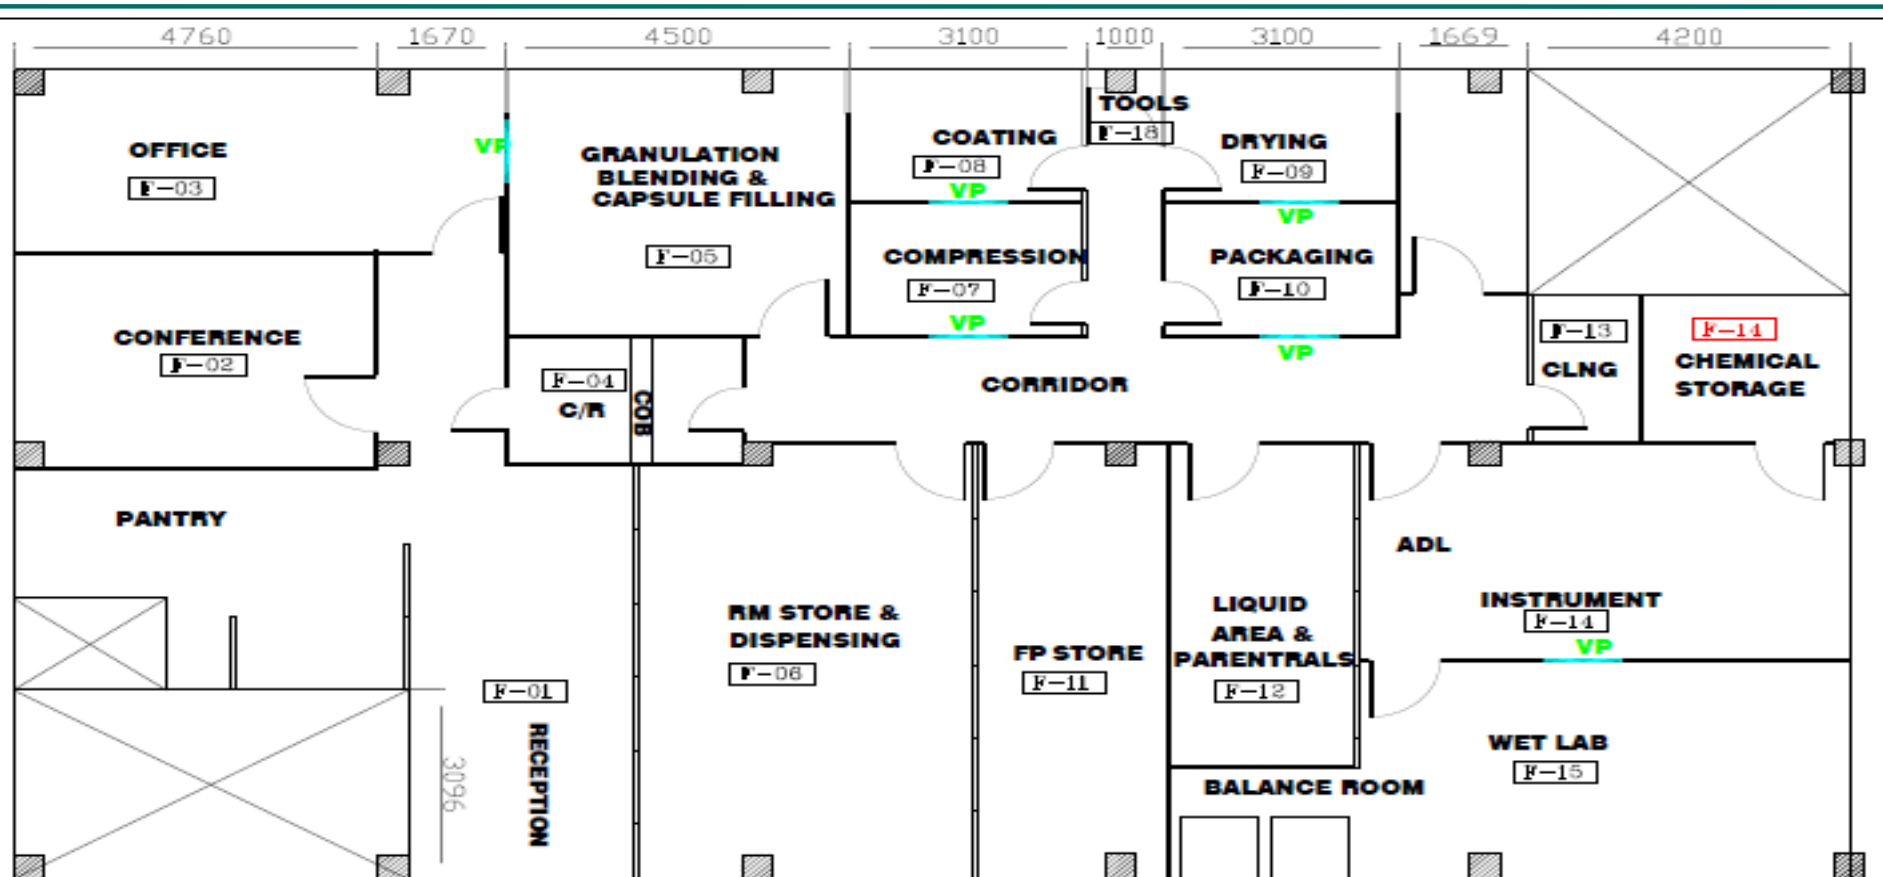 4760
1670
4500
3100
1000
3100
1669
4200
OFFICE
F-03
VP
GRANULATION
BLENDING &
CAPSULE FILLING
F-05
COATING
F-08
VP
TOOLS
F-18
DRYING
F-09
VP
COMPRESSION
F-07
VP
PACKAGING
F-10
VP
CONFERENCE
F-02
F-04
C/R
COB
CORRIDOR
F-13
CLNG
F-14
CHEMICAL
STORAGE
PANTRY
ADL
RM STORE &
DISPENSING
F-06
FP STORE
F-11
LIQUID
AREA &
PARENTRALS
F-12
INSTRUMENT
F-14
VP
F-01
RECEPTION
3096
WET LAB
F-15
BALANCE ROOM